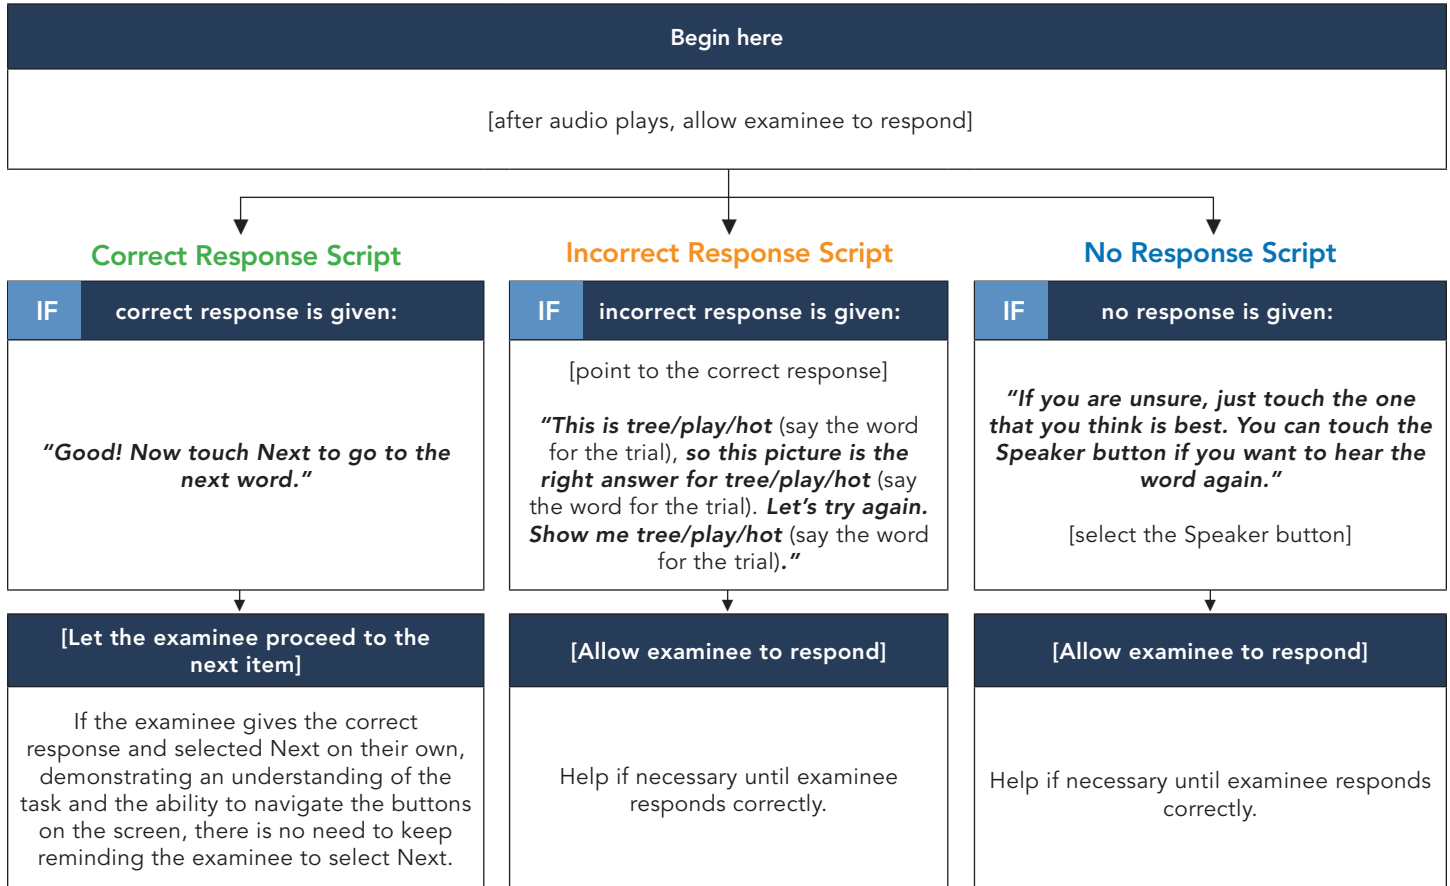 Begin here
[after audio plays, allow examinee to respond]
Correct Response Script
IF correct response is given:
“Good! Now touch Next to go to the
next word.”
[Let the examinee proceed to the
next item]
If the examinee gives the correct
response and selected Next on their own,
demonstrating an understanding of the
task and the ability to navigate the buttons
on the screen, there is no need to keep
reminding the examinee to select Next.
Incorrect Response Script
IF incorrect response is given:
[point to the correct response]
“This is tree/play/hot (say the word
for the trial), so this picture is the
right answer for tree/play/hot (say
the word for the trial). Let’s try again.
Show me tree/play/hot (say the word
for the trial).”
[Allow examinee to respond]
Help if necessary until examinee
responds correctly.
No Response Script
IF no response is given:
“If you are unsure, just touch the one
that you think is best. You can touch the
Speaker button if you want to hear the
word again.”
[select the Speaker button]
[Allow examinee to respond]
Help if necessary until examinee responds
correctly.